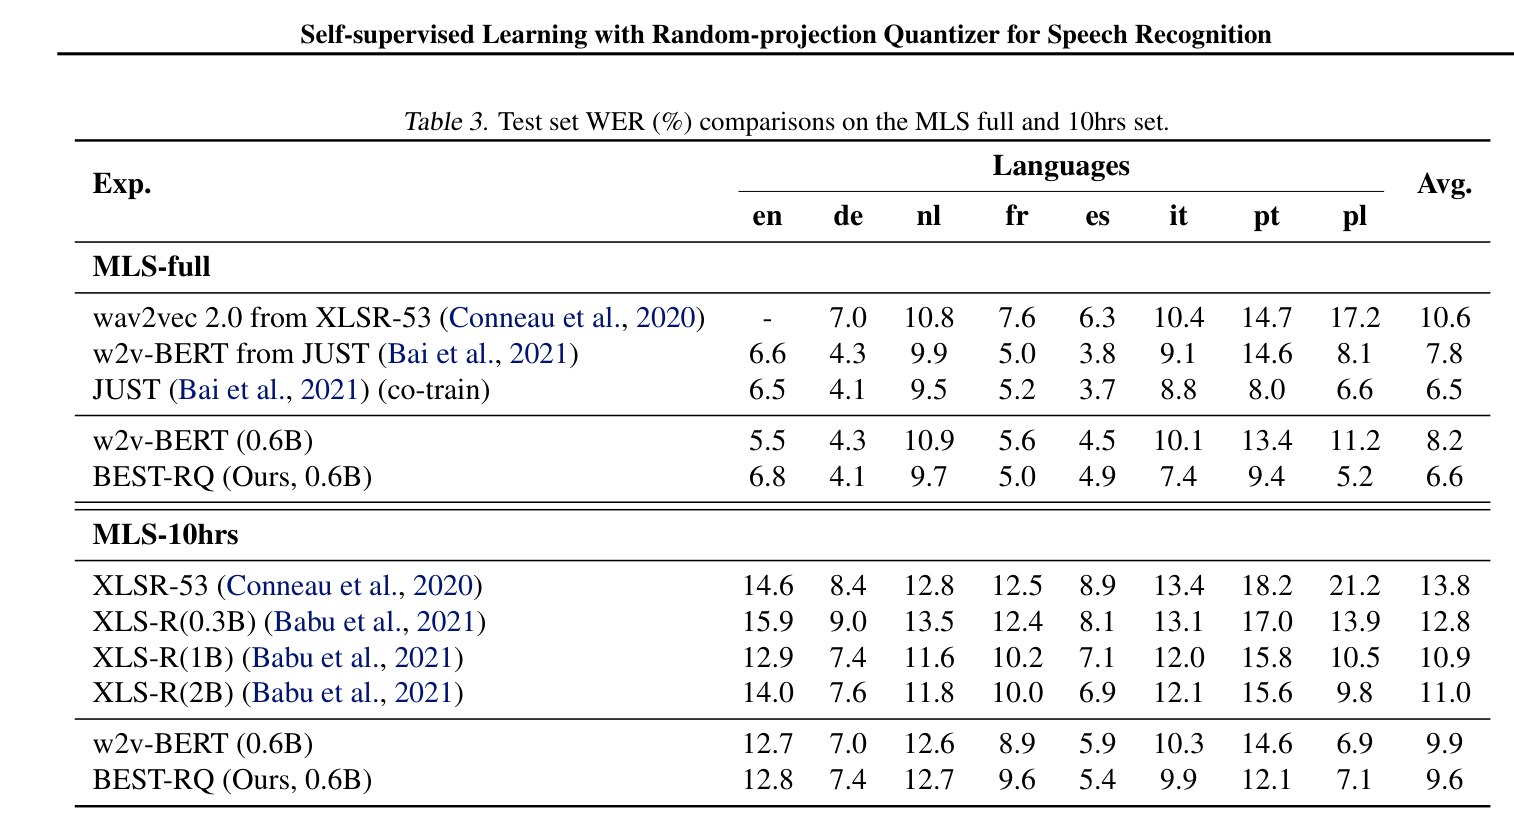 Self-supervised Learning with Random-projection Quantizer for Speech Recognition
Table 3. Test set WER (%) comparisons on the MLS full and 10hrs set.
Exp. Languages Avg.
en de nl fr es it pt pl
MLS-full
wav2vec 2.0 from XLSR-53 (Conneau et al., 2020) - 7.0 10.8 7.6 6.3 10.4 14.7 17.2 10.6
w2v-BERT from JUST (Bai et al., 2021) 6.6 4.3 9.9 5.0 3.8 9.1 14.6 8.1 7.8
JUST (Bai et al., 2021) (co-train) 6.5 4.1 9.5 5.2 3.7 8.8 8.0 6.6 6.5
w2v-BERT (0.6B) 5.5 4.3 10.9 5.6 4.5 10.1 13.4 11.2 8.2
BEST-RQ (Ours, 0.6B) 6.8 4.1 9.7 5.0 4.9 7.4 9.4 5.2 6.6
MLS-10hrs
XLSR-53 (Conneau et al., 2020) 14.6 8.4 12.8 12.5 8.9 13.4 18.2 21.2 13.8
XLS-R(0.3B) (Babu et al., 2021) 15.9 9.0 13.5 12.4 8.1 13.1 17.0 13.9 12.8
XLS-R(1B) (Babu et al., 2021) 12.9 7.4 11.6 10.2 7.1 12.0 15.8 10.5 10.9
XLS-R(2B) (Babu et al., 2021) 14.0 7.6 11.8 10.0 6.9 12.1 15.6 9.8 11.0
w2v-BERT (0.6B) 12.7 7.0 12.6 8.9 5.9 10.3 14.6 6.9 9.9
BEST-RQ (Ours, 0.6B) 12.8 7.4 12.7 9.6 5.4 9.9 12.1 7.1 9.6